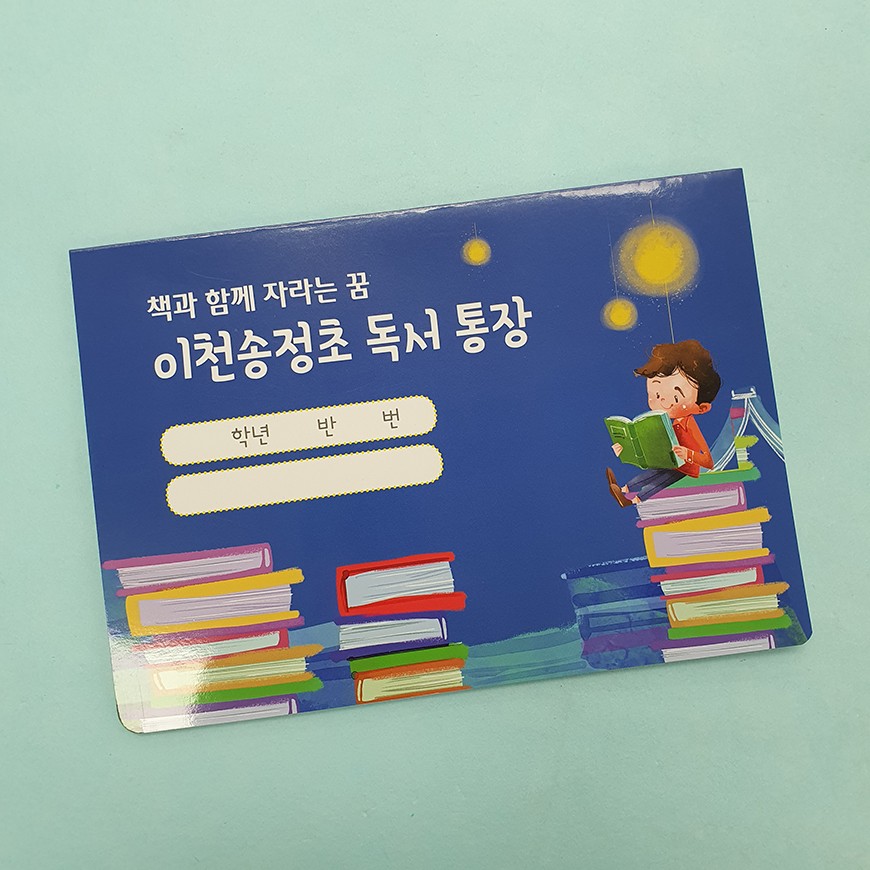 책과 함께 자라는 꿈
이천송정초 독서 통장
학년 반 번